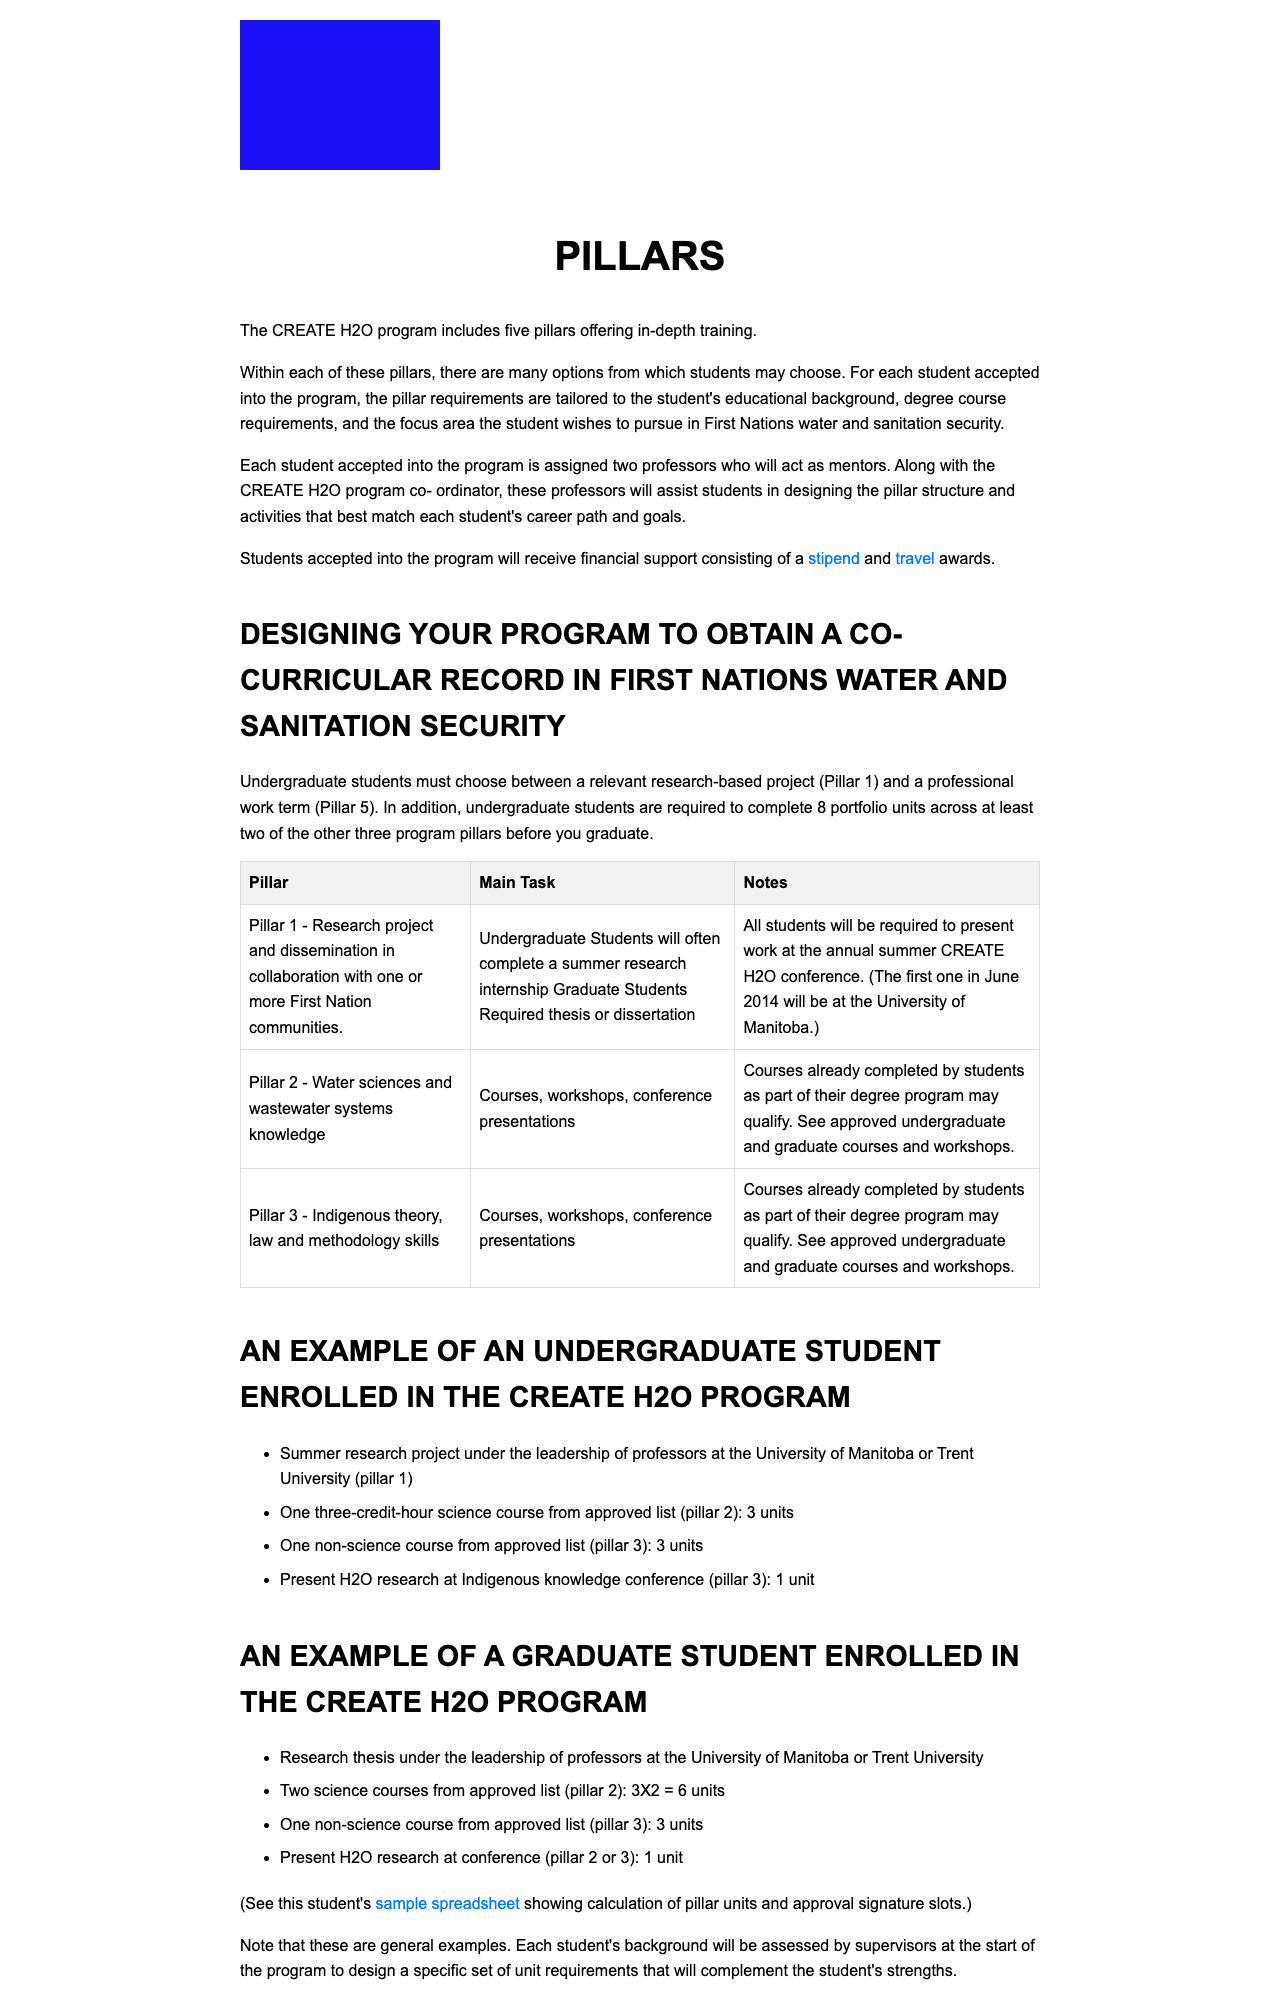 PILLARS
The CREATE H2O program includes five pillars offering in-depth training.
Within each of these pillars, there are many options from which students may choose. For each student accepted
into the program, the pillar requirements are tailored to the student's educational background, degree course
requirements, and the focus area the student wishes to pursue in First Nations water and sanitation security.
Each student accepted into the program is assigned two professors who will act as mentors. Along with the
CREATE H2O program co- ordinator, these professors will assist students in designing the pillar structure and
activities that best match each student's career path and goals.
Students accepted into the program will receive financial support consisting of a stipend and travel awards.
DESIGNING YOUR PROGRAM TO OBTAIN A CO-
CURRICULAR RECORD IN FIRST NATIONS WATER AND
SANITATION SECURITY
Undergraduate students must choose between a relevant research-based project (Pillar 1) and a professional
work term (Pillar 5). In addition, undergraduate students are required to complete 8 portfolio units across at least
two of the other three program pillars before you graduate.
Pillar
Main Task
Notes
Pillar 1 - Research project
and dissemination in
collaboration with one or
more First Nation
communities.
Undergraduate Students will often
complete a summer research
internship Graduate Students
Required thesis or dissertation
All students will be required to present
work at the annual summer CREATE
H2O conference. (The first one in June
2014 will be at the University of
Manitoba.)
Pillar 2 - Water sciences and
wastewater systems
knowledge
Courses, workshops, conference
presentations
Courses already completed by students
as part of their degree program may
qualify. See approved undergraduate
and graduate courses and workshops.
Pillar 3 - Indigenous theory,
law and methodology skills
Courses, workshops, conference
presentations
Courses already completed by students
as part of their degree program may
qualify. See approved undergraduate
and graduate courses and workshops.
AN EXAMPLE OF AN UNDERGRADUATE STUDENT
ENROLLED IN THE CREATE H2O PROGRAM
• Summer research project under the leadership of professors at the University of Manitoba or Trent
University (pillar 1)
• One three-credit-hour science course from approved list (pillar 2): 3 units
• One non-science course from approved list (pillar 3): 3 units
• Present H2O research at Indigenous knowledge conference (pillar 3): 1 unit
AN EXAMPLE OF A GRADUATE STUDENT ENROLLED IN
THE CREATE H2O PROGRAM
• Research thesis under the leadership of professors at the University of Manitoba or Trent University
• Two science courses from approved list (pillar 2): 3X2 = 6 units
• One non-science course from approved list (pillar 3): 3 units
• Present H2O research at conference (pillar 2 or 3): 1 unit
(See this student's sample spreadsheet showing calculation of pillar units and approval signature slots.)
Note that these are general examples. Each student's background will be assessed by supervisors at the start of
the program to design a specific set of unit requirements that will complement the student's strengths.